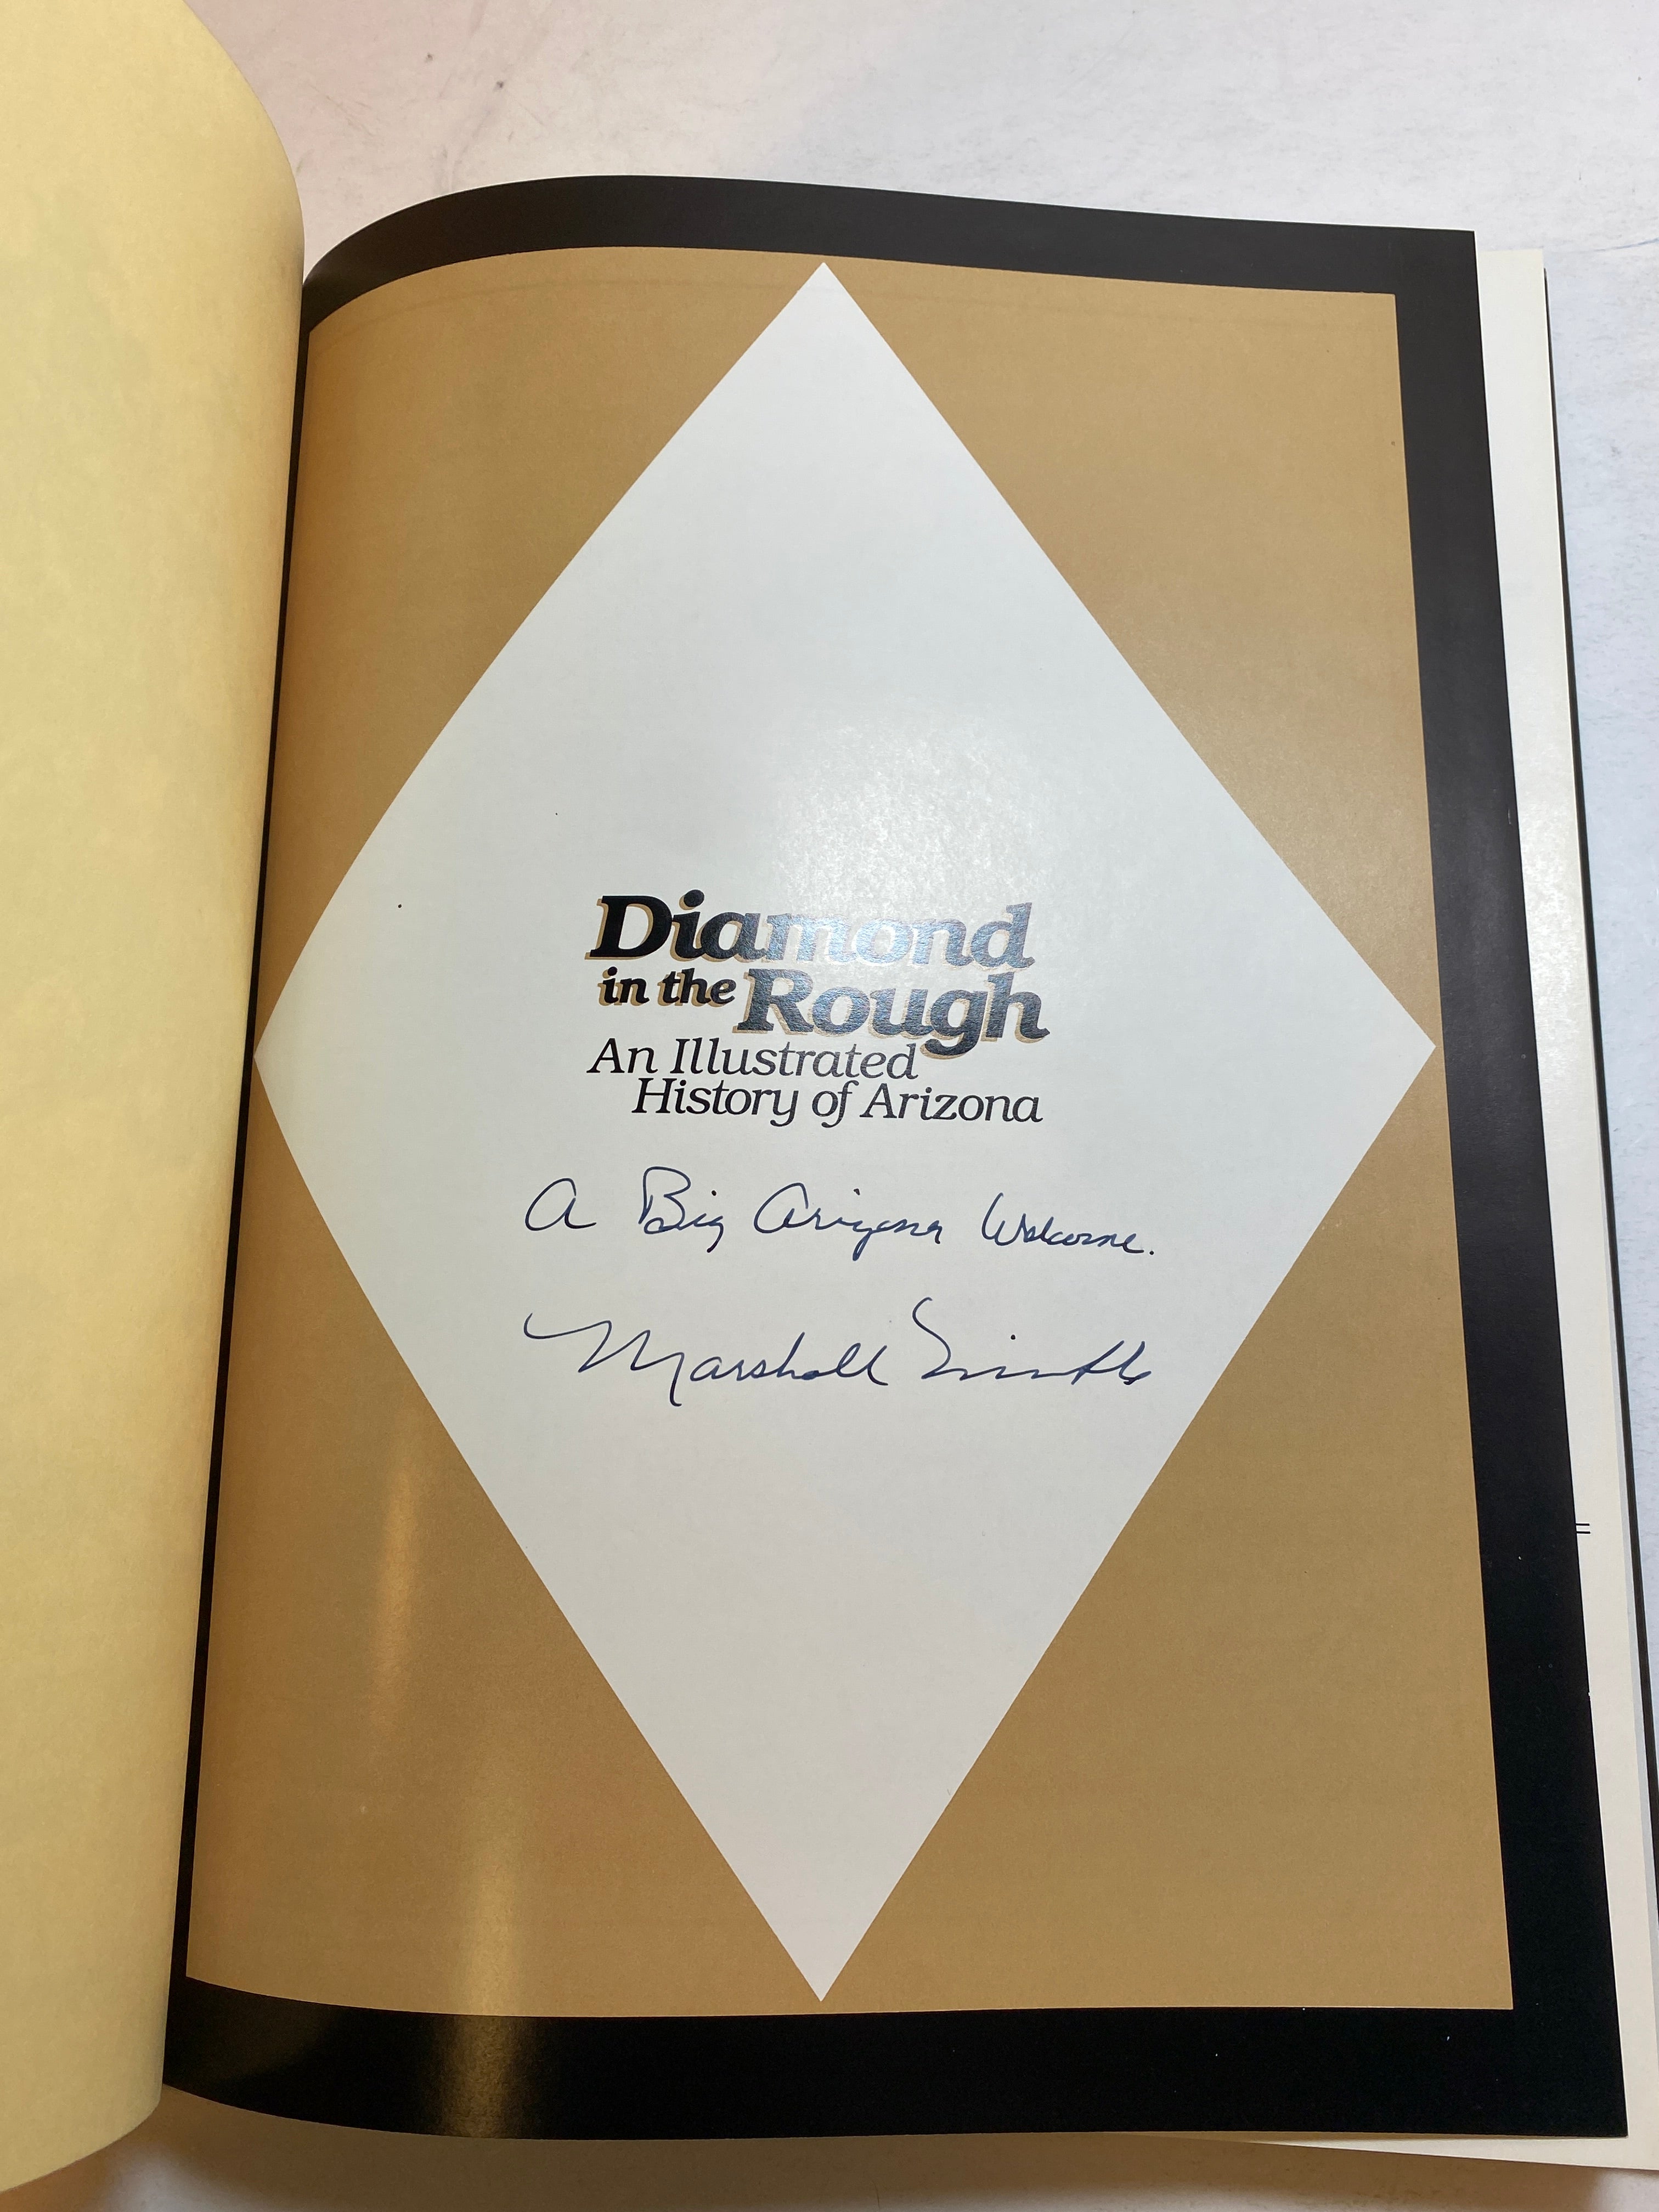 Diamond
in the Rough
An Illustrated
History of Arizona
A Big Arizona Welcome.
Marshall Trimble